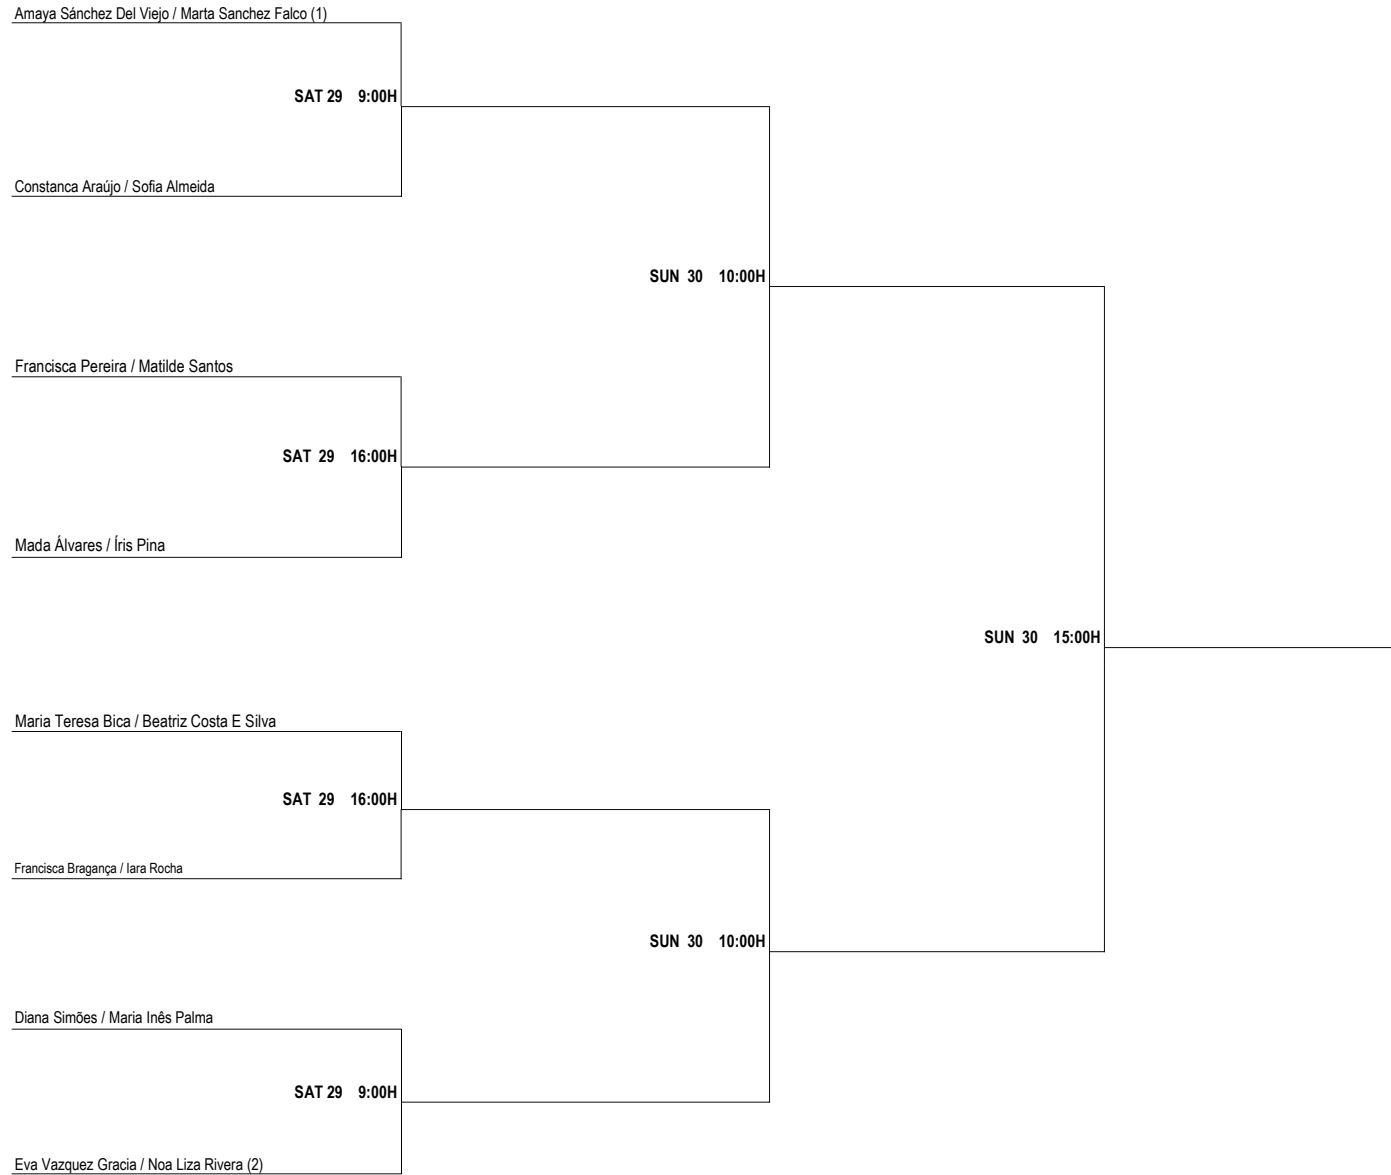 Amaya Sánchez Del Viejo / Marta Sanchez Falco (1)
SAT 29 9:00H
Constanca Araújo / Sofia Almeida
SUN 30 10:00H
Francisca Pereira / Matilde Santos
SAT 29 16:00H
Mada Álvares / Íris Pina
SUN 30 15:00H
Maria Teresa Bica / Beatriz Costa E Silva
SAT 29 16:00H
Francisca Bragança / Iara Rocha
SUN 30 10:00H
Diana Simões / Maria Inês Palma
SAT 29 9:00H
Eva Vazquez Gracia / Noa Liza Rivera (2)